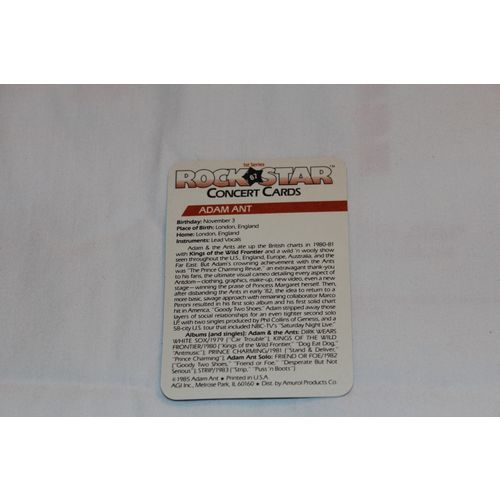 1st Series
ROCK 87 STAR™
CONCERT CARDS
ADAM ANT
Birthday: November 3
Place of Birth: London, England
Home: London, England
Instruments: Lead Vocals
Adam & the Ants ate up the British charts in 1980-81
with Kings of the Wild Frontier and a wild 'n wooly show
seen throughout the U.S., England, Europe, Australia, and the
Far East. But Adam's crowning achievement with the Ants
was "The Prince Charming Revue," an extravagant thank-you
to his fans, the ultimate visual cameo detailing every aspect of
Antdom—clothing, graphics, make-up, video, even a new
stage—winning the praise of Princess Margaret herself. Then,
after disbanding the Ants in early '82, the idea to return to a
more basic, savage approach with remaining collaborator Marco
Perroni resulted in his first solo album and his first solo chart
hit in America, "Goody Two Shoes." Adam stripped away those
layers of social relationships for an even tighter second solo
LP, with two singles produced by Phil Collins of Genesis, and a
58-city U.S. tour that included NBC-TV's "Saturday Night Live."
Albums (and singles): Adam & the Ants: DIRK WEARS
WHITE SOX/1979 ("Car Trouble"), KINGS OF THE WILD
FRONTIER/1980 ("Kings of the Wild Frontier," "Dog Eat Dog,"
"Antmusic"); PRINCE CHARMING/1981 ("Stand & Deliver,"
"Prince Charming"). Adam Ant Solo: FRIEND OR FOE/1982
("Goody Two Shoes," "Friend or Foe," "Desperate But Not
Serious"); STRIP/1983 ("Strip," "Puss 'n Boots")
©1985 Adam Ant • Printed in U.S.A.
AGI Inc., Melrose Park, IL 60160 • Dist. by Amurol Products Co.